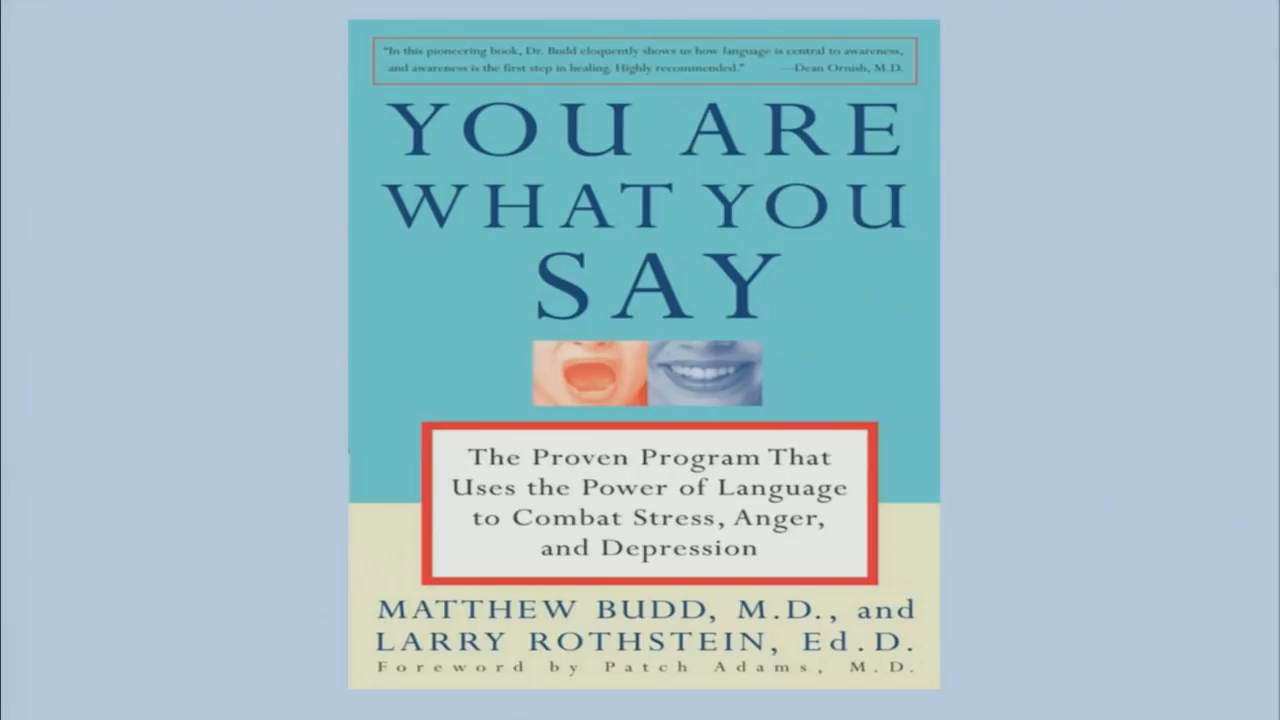 "In this pioneering book, Dr. Budd eloquently shows us how language is central to awareness,
and awareness is the first step in healing. Highly recommended." —Dean Ornish, M.D.
YOU ARE
WHAT YOU
SAY
The Proven Program That
Uses the Power of Language
to Combat Stress, Anger,
and Depression
MATTHEW BUDD, M.D., and
LARRY ROTHSTEIN, Ed.D.
Foreword by Patch Adams, M.D.